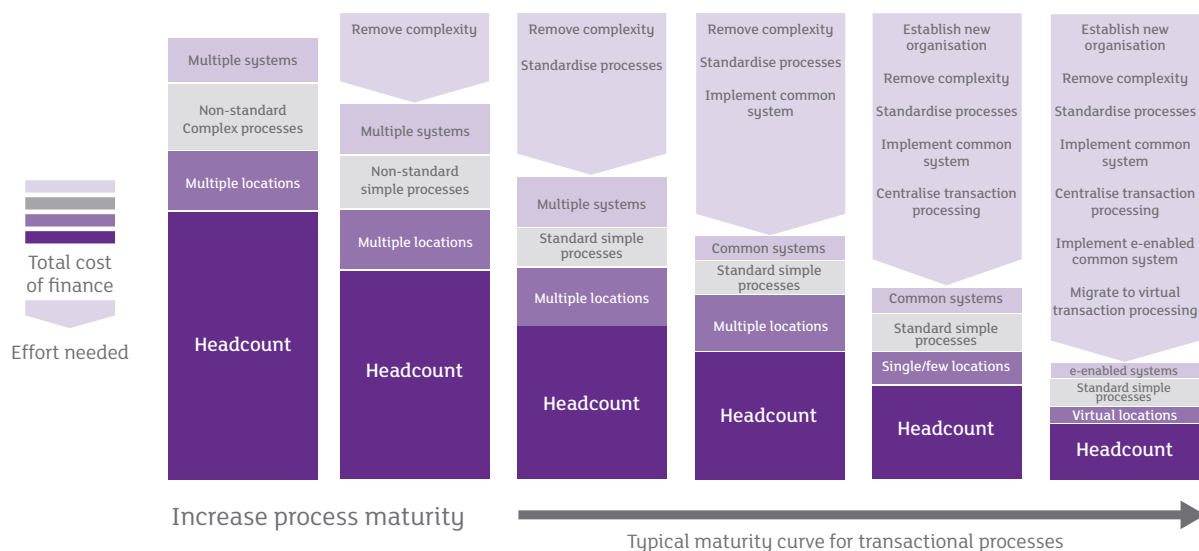 Total cost
of finance
Effort needed
Multiple systems
Non-standard
Complex processes
Multiple locations
Headcount
Remove complexity
Multiple systems
Non-standard
simple processes
Multiple locations
Headcount
Remove complexity
Standardise processes
Multiple systems
Standard simple
processes
Multiple locations
Headcount
Remove complexity
Standardise processes
Implement common
system
Common systems
Standard simple
processes
Multiple locations
Headcount
Establish new
organisation
Remove complexity
Standardise processes
Implement common
system
Centralise transaction
processing
Common systems
Standard simple
processes
Single/few locations
Headcount
Establish new
organisation
Remove complexity
Standardise processes
Implement common
system
Centralise transaction
processing
Implement e-enabled
common system
Migrate to virtual
transaction processing
e-enabled systems
Standard simple
processes
Virtual locations
Headcount
Increase process maturity
Typical maturity curve for transactional processes